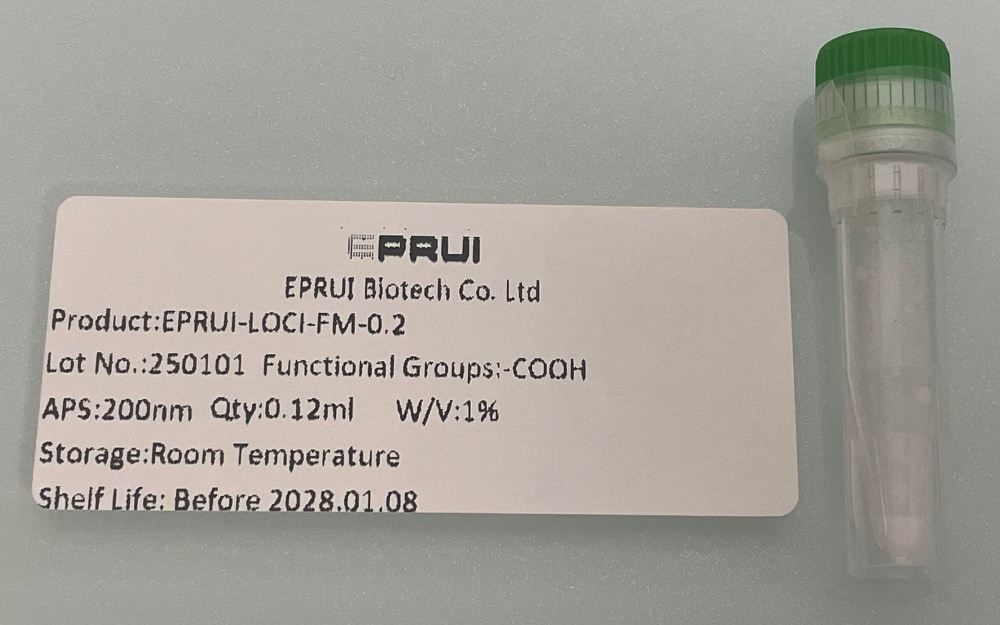 EPRUI
EPRUI Biotech Co. Ltd
Product:EPRUI-LOCI-FM-0.2
Lot No.:250101 Functional Groups:-COOH
APS:200nm Qty:0.12ml W/V:1%
Storage:Room Temperature
Shelf Life: Before 2028.01.08